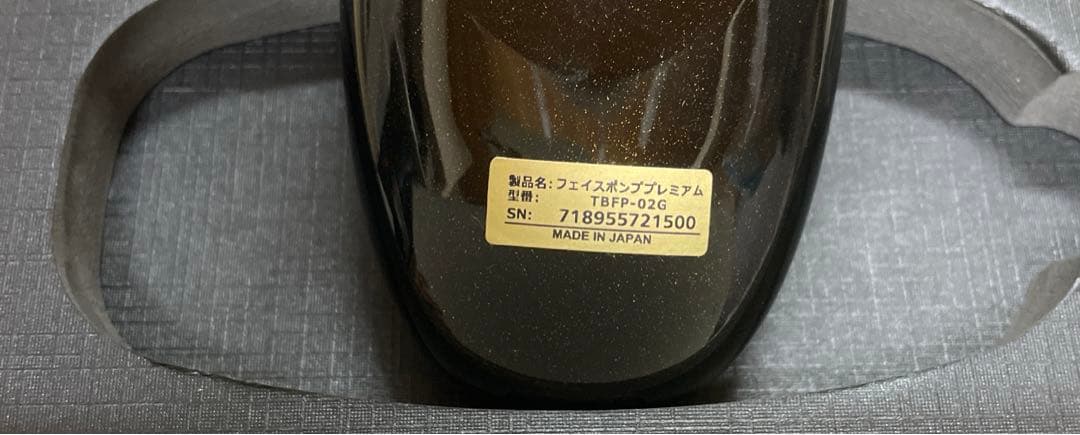 製品名:フェイスポンププレミアム
型番: TBFP-02G
SN: 718955721500
MADE IN JAPAN